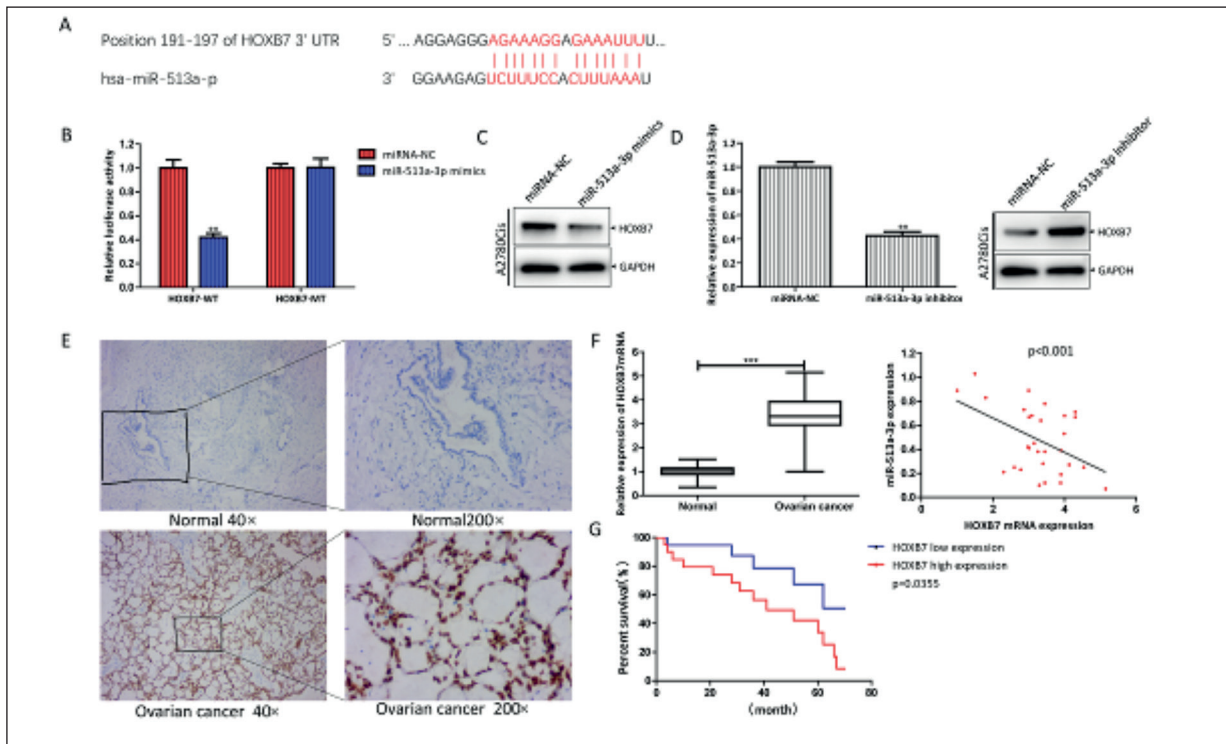 A
Position 191-197 of HOXB7 3' UTR 5' ... AGGAGGGAGAAAGGAGAAAUUUU...
hsa-miR-513a-p 3' GGAAGAGUCUUUCCACUUUAAAU
B
Relative luciferase activity
1.2
1.0
0.8
0.6
0.4
0.2
0.0
**
HOXB7-WT HOXB7-MT
miRNA-NC
miR-513a-3p mimics
C
miRNA-NC
miR-513a-3p mimics
A2780Cis
HOXB7
GAPDH
D
Relative expression of miR-513a-3p
1.2
1.0
0.8
0.6
0.4
0.2
0.0
**
miRNA-NC miR-513a-3p inhibitor
miRNA-NC
miR-513a-3p inhibitor
A2780Cis
HOXB7
GAPDH
E
Normal 40×
Normal200×
Ovarian cancer 40×
Ovarian cancer 200×
F
Relative expression of HOXB7mRNA
6
5
4
3
2
1
0
***
Normal Ovarian cancer
p<0.001
miR-513a-3p expression
1.2
1.0
0.8
0.6
0.4
0.2
0.0
0 2 4 6
HOXB7 mRNA expression
G
Percent survival(%)
100
80
60
40
20
0
0 20 40 60 80
(month)
HOXB7 low expression
HOXB7 high expression
p=0.0355